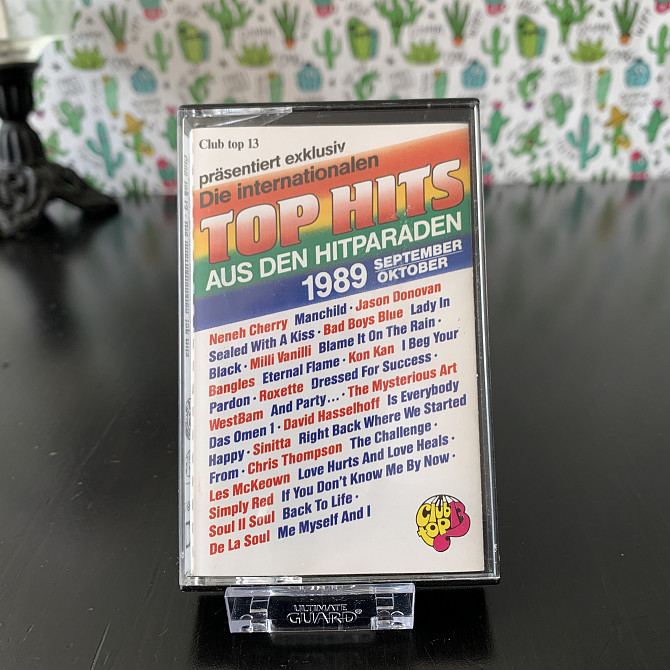 Club top 13
präsentiert exklusiv
Die internationalen
TOP HITS
AUS DEN HITPARADEN
1989 SEPTEMBER
OKTOBER
Neneh Cherry Manchild · Jason Donovan
Sealed With A Kiss · Bad Boys Blue Lady In
Black · Milli Vanilli Blame It On The Rain ·
Bangles Eternal Flame · Kon Kan I Beg Your
Pardon · Roxette Dressed For Success ·
WestBam And Party... · The Mysterious Art
Das Omen 1 · David Hasselhoff Is Everybody
Happy · Sinitta Right Back Where We Started
From · Chris Thompson The Challenge ·
Les McKeown Love Hurts And Love Heals ·
Simply Red If You Don't Know Me By Now ·
Soul II Soul Back To Life ·
De La Soul Me Myself And I
Club
top 13
ULTIMATE
GUARD®